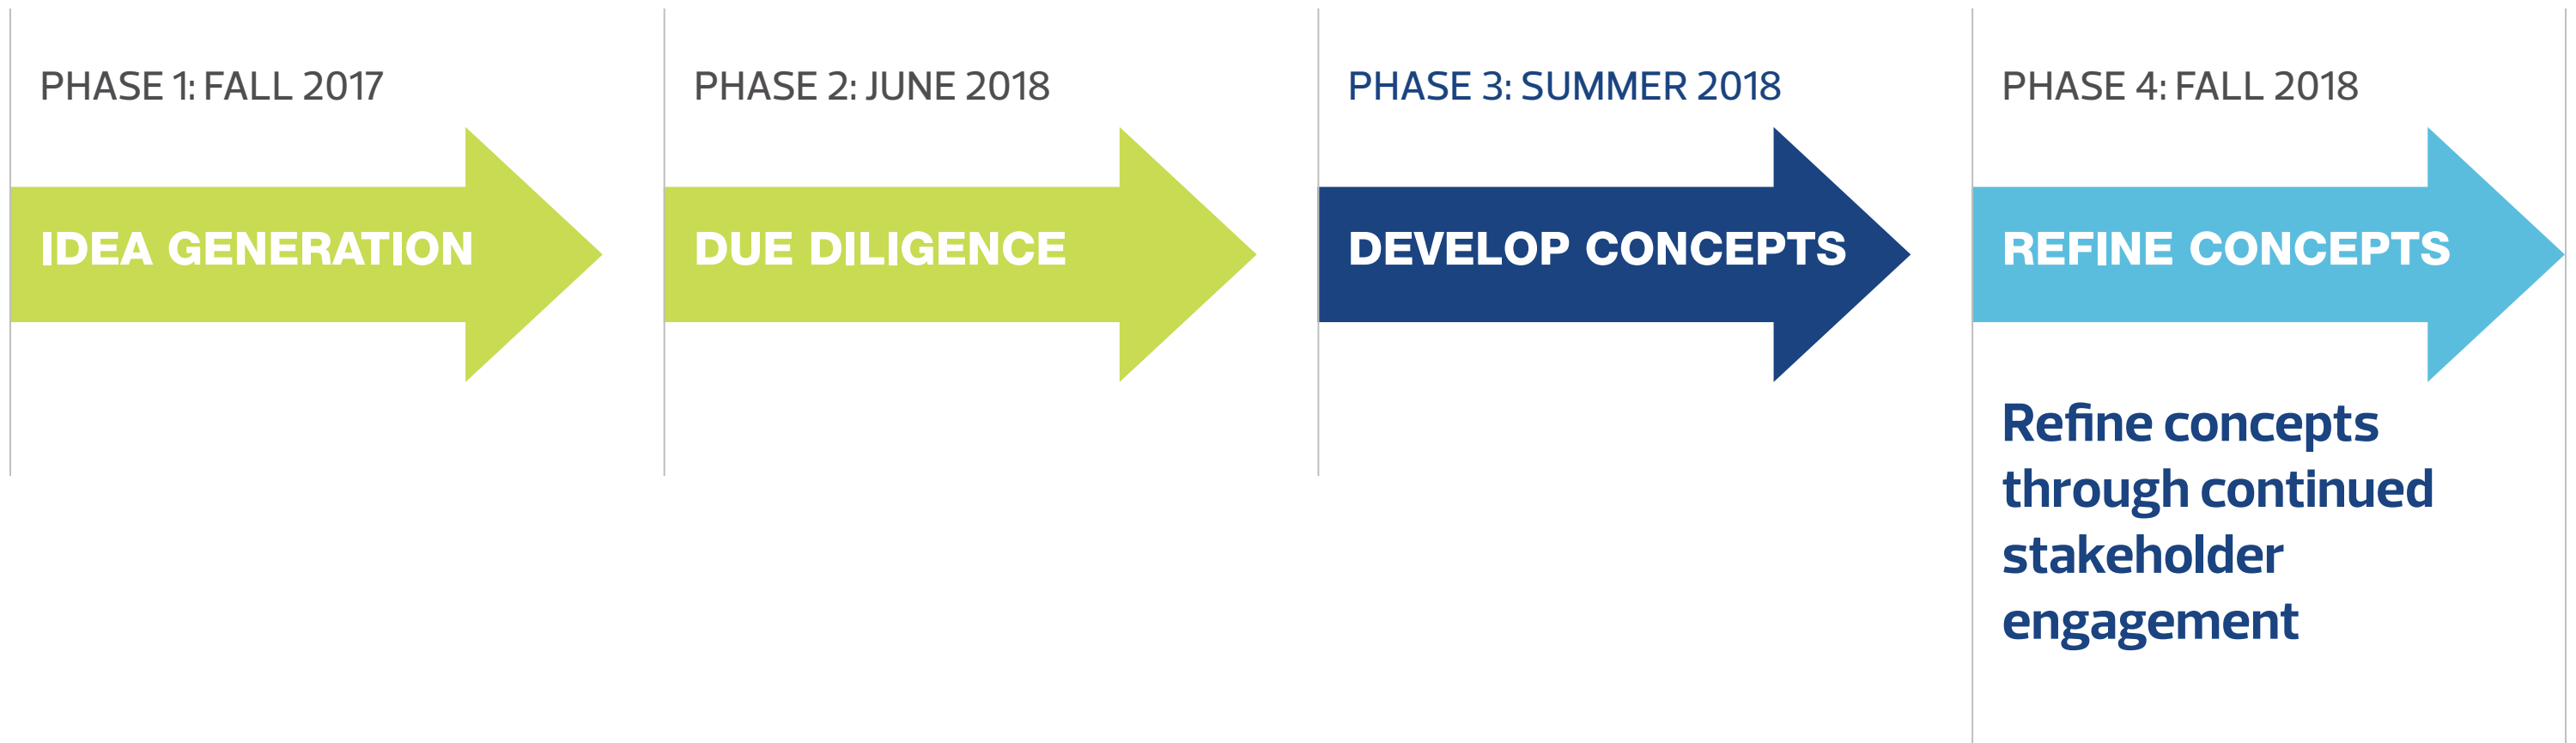 PHASE 1: FALL 2017
IDEA GENERATION
PHASE 2: JUNE 2018
DUE DILIGENCE
PHASE 3: SUMMER 2018
DEVELOP CONCEPTS
PHASE 4: FALL 2018
REFINE CONCEPTS
Refine concepts
through continued
stakeholder
engagement